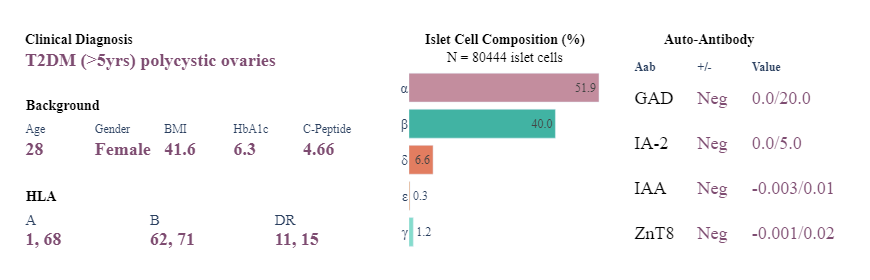 Clinical Diagnosis
T2DM (>5yrs) polycystic ovaries
Background
Age Gender BMI HbA1c C-Peptide
28 Female 41.6 6.3 4.66
HLA
A B DR
1, 68 62, 71 11, 15
Islet Cell Composition (%)
N = 80444 islet cells
α 51.9
β 40.0
δ 6.6
ε 0.3
γ 1.2
Auto-Antibody
Aab +/- Value
GAD Neg 0.0/20.0
IA-2 Neg 0.0/5.0
IAA Neg -0.003/0.01
ZnT8 Neg -0.001/0.02